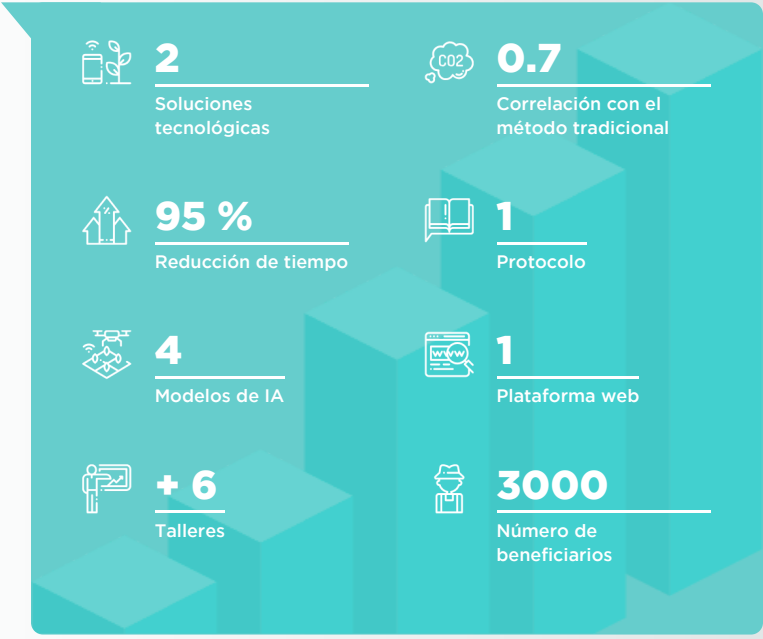 2
Soluciones
tecnológicas
CO2
0.7
Correlación con el
método tradicional
%
95 %
Reducción de tiempo
1
Protocolo
4
Modelos de IA
www
1
Plataforma web
+ 6
Talleres
3000
Número de
beneficiarios